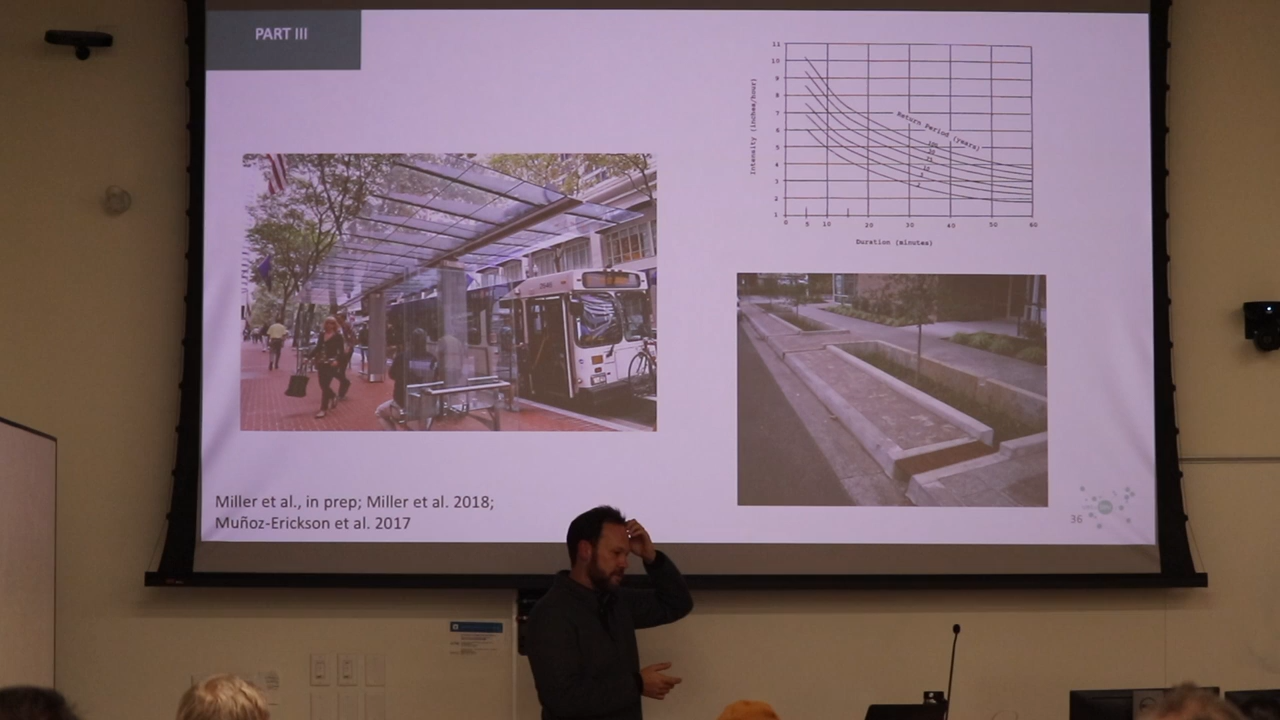 PART III
11
10
9
8
7
6
5
4
3
2
1
Intensity (inches/hour)
Return Period (years)
100
0 5 10 20 30 40 50 60
Duration (minutes)
Miller et al., in prep; Miller et al. 2018;
Muñoz-Erickson et al. 2017
36